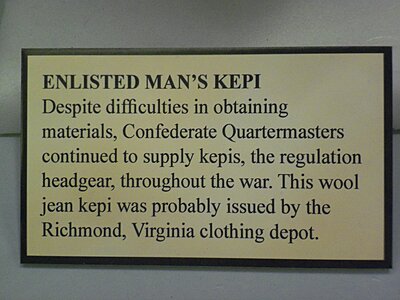 ENLISTED MAN'S KEPI
Despite difficulties in obtaining
materials, Confederate Quartermasters
continued to supply kepis, the regulation
headgear, throughout the war. This wool
jean kepi was probably issued by the
Richmond, Virginia clothing depot.